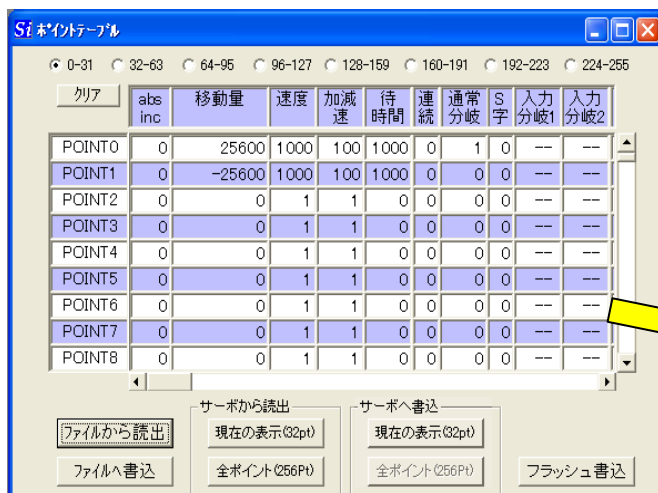 Si ポイントテーブル
0-31 32-63 64-95 96-127 128-159 160-191 192-223 224-255
クリア abs inc 移動量 速度 加減速 待時間 連続 通常分岐 S字 入力分岐1 入力分岐2
POINT0 0 25600 1000 100 1000 0 1 0 -- --
POINT1 0 -25600 1000 100 1000 0 0 0 -- --
POINT2 0 0 1 1 0 0 0 0 -- --
POINT3 0 0 1 1 0 0 0 0 -- --
POINT4 0 0 1 1 0 0 0 0 -- --
POINT5 0 0 1 1 0 0 0 0 -- --
POINT6 0 0 1 1 0 0 0 0 -- --
POINT7 0 0 1 1 0 0 0 0 -- --
POINT8 0 0 1 1 0 0 0 0 -- --
サーボから読出 サーボへ書込
ファイルから読出 現在の表示(32pt) 現在の表示(32pt)
ファイルへ書込 全ポイント(256Pt) 全ポイント(256Pt) フラッシュ書込